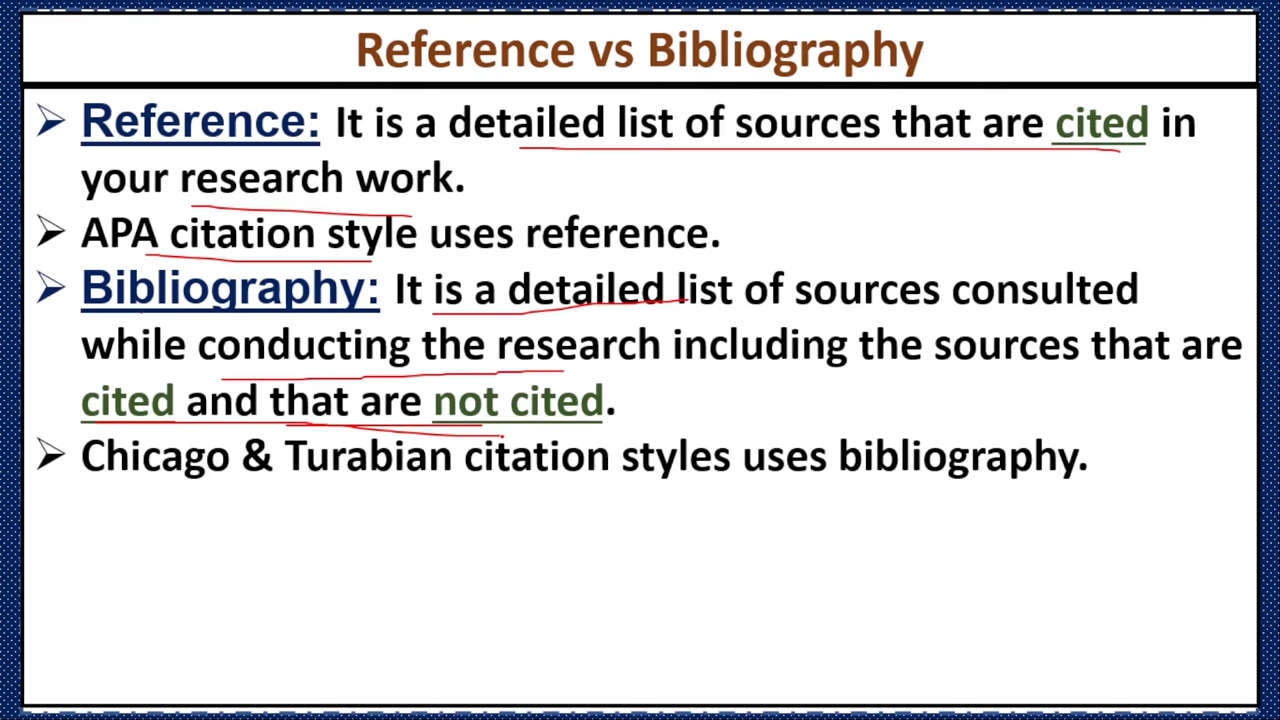 Reference vs Bibliography
➢ Reference: It is a detailed list of sources that are cited in
your research work.
➢ APA citation style uses reference.
➢ Bibliography: It is a detailed list of sources consulted
while conducting the research including the sources that are
cited and that are not cited.
➢ Chicago & Turabian citation styles uses bibliography.